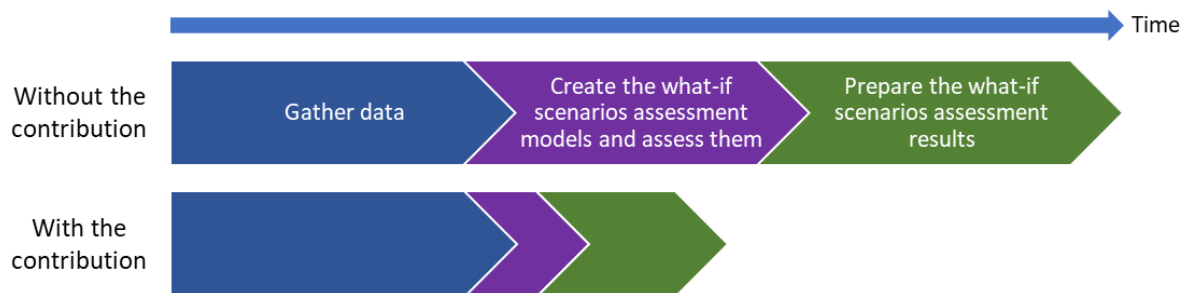 Time
Without the
contribution
Gather data
Create the what-if
scenarios assessment
models and assess them
Prepare the what-if
scenarios assessment
results
With the
contribution